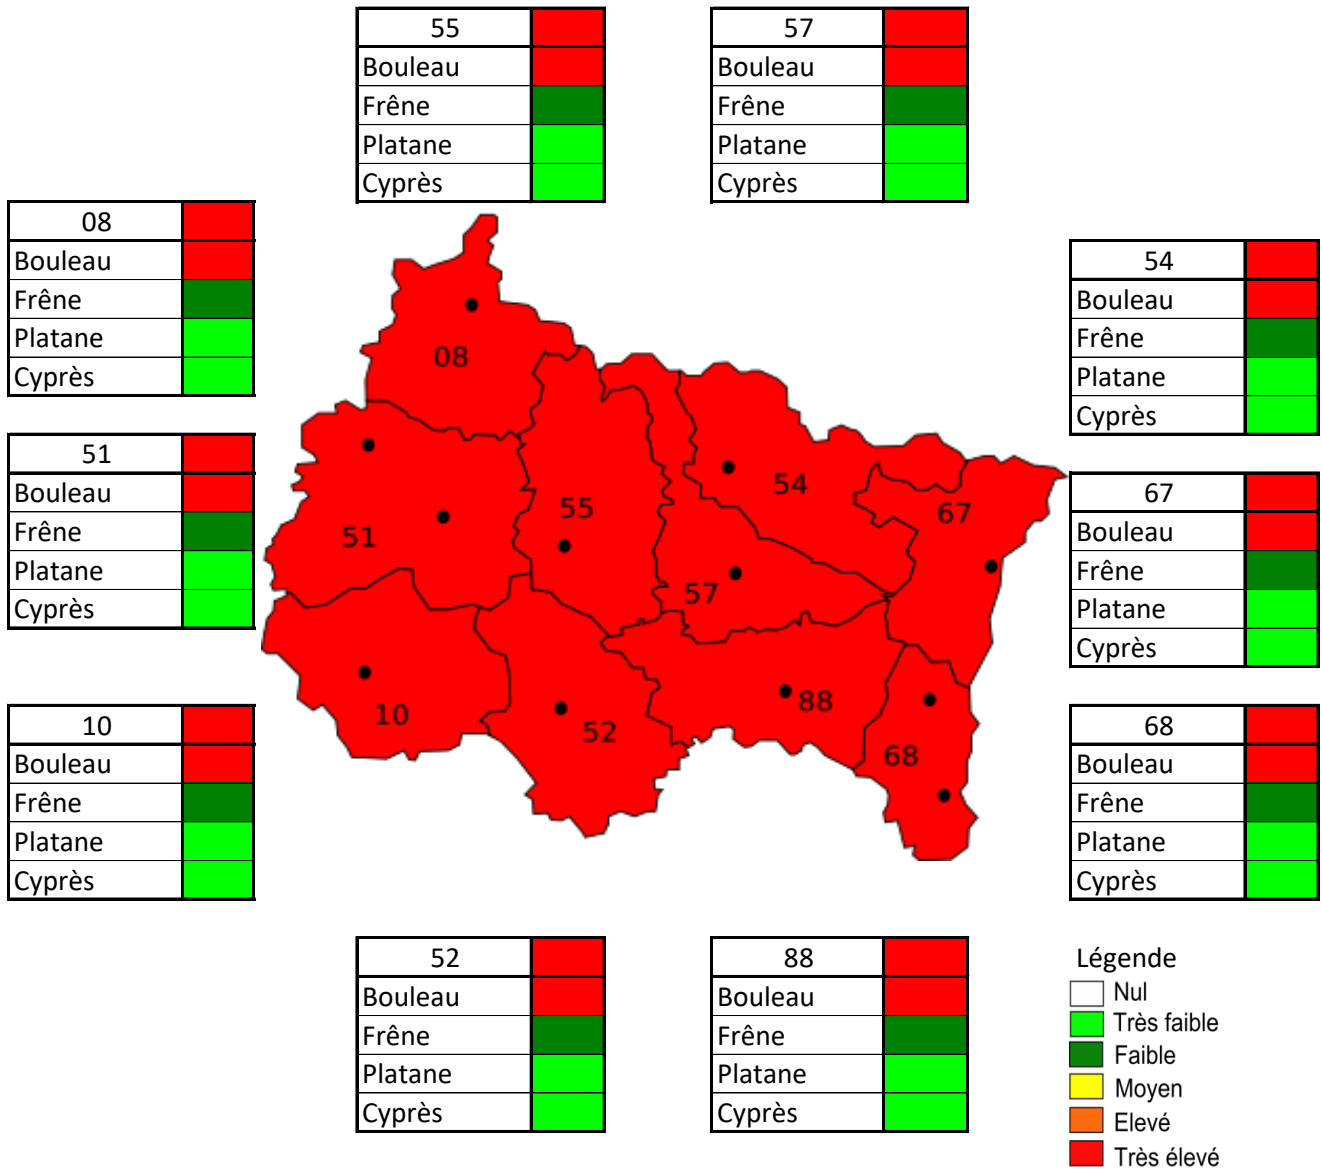 55
Bouleau
Frêne
Platane
Cyprès
57
Bouleau
Frêne
Platane
Cyprès
08
Bouleau
Frêne
Platane
Cyprès
54
Bouleau
Frêne
Platane
Cyprès
51
Bouleau
Frêne
Platane
Cyprès
67
Bouleau
Frêne
Platane
Cyprès
10
Bouleau
Frêne
Platane
Cyprès
68
Bouleau
Frêne
Platane
Cyprès
08
54
55
67
51
57
88
10
52
68
52
Bouleau
Frêne
Platane
Cyprès
88
Bouleau
Frêne
Platane
Cyprès
Légende
Nul
Très faible
Faible
Moyen
Elevé
Très élevé